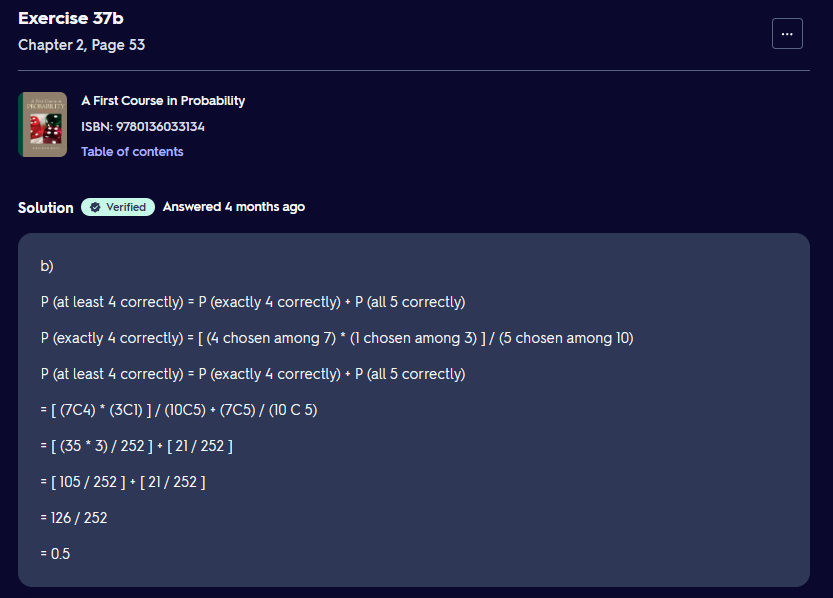 Exercise 37b
Chapter 2, Page 53
...
A First Course in Probability
ISBN: 9780136033134
Table of contents
Solution Verified Answered 4 months ago
b)
P (at least 4 correctly) = P (exactly 4 correctly) + P (all 5 correctly)
P (exactly 4 correctly) = [ (4 chosen among 7) * (1 chosen among 3) ] / (5 chosen among 10)
P (at least 4 correctly) = P (exactly 4 correctly) + P (all 5 correctly)
= [ (7C4) * (3C1) ] / (10C5) + (7C5) / (10 C 5)
= [ (35 * 3) / 252 ] + [ 21 / 252 ]
= [ 105 / 252 ] + [ 21 / 252 ]
= 126 / 252
= 0.5